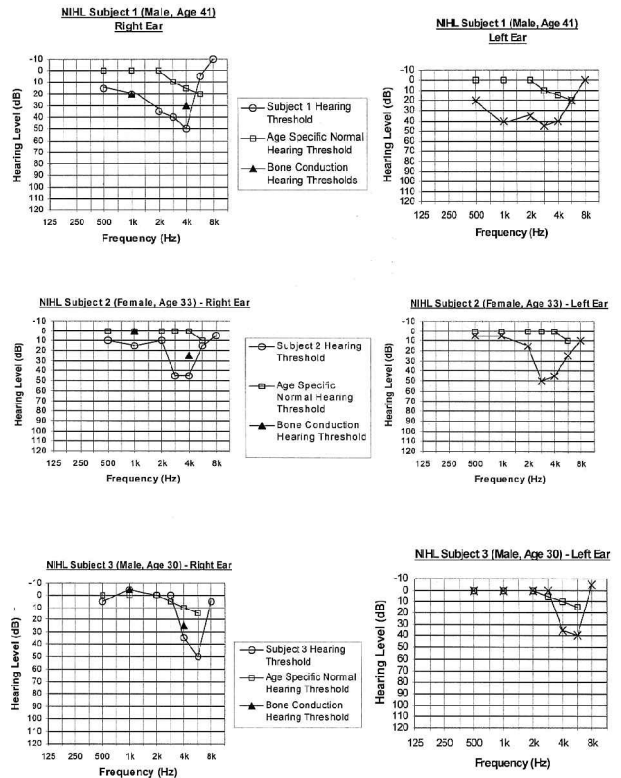 NIHL Subject 1 (Male, Age 41)
Right Ear
Hearing Level (dB)
-10
0
10
20
30
40
50
60
70
80
90
100
110
120
125 250 500 1k 2k 4k 8k
Frequency (Hz)
Subject 1 Hearing
Threshold
Age Specific Normal
Hearing Threshold
Bone Conduction
Hearing Thresholds
NIHL Subject 1 (Male, Age 41)
Left Ear
Hearing Level (dB)
-10
0
10
20
30
40
50
60
70
80
90
100
110
120
125 250 500 1k 2k 4k 8k
Frequency (Hz)
NIHL Subject 2 (Female, Age 33) - Right Ear
Hearing Level (dB)
-10
0
10
20
30
40
50
60
70
80
90
100
110
120
125 250 500 1k 2k 4k 8k
Frequency (Hz)
Subject 2 Hearing
Threshold
Age Specific
Normal Hearing
Threshold
Bone Conduction
Hearing Threshold
NIHL Subject 2 (Female, Age 33) - Left Ear
Hearing Level (dB)
-10
0
10
20
30
40
50
60
70
80
90
100
110
120
125 250 500 1k 2k 4k 8k
Frequency (Hz)
NIHL Subject 3 (Male, Age 30) - Right Ear
Hearing Level (dB)
-10
0
10
20
30
40
50
60
70
80
90
100
110
120
125 250 500 1k 2k 4k 8k
Frequency (Hz)
Subject 3 Hearing
Threshold
Age Specific Normal
Hearing Threshold
Bone Conduction
Hearing Threshold
NIHL Subject 3 (Male, Age 30) - Left Ear
Hearing Level (dB)
-10
0
10
20
30
40
50
60
70
80
90
100
110
120
125 250 500 1k 2k 4k 8k
Frequency (Hz)